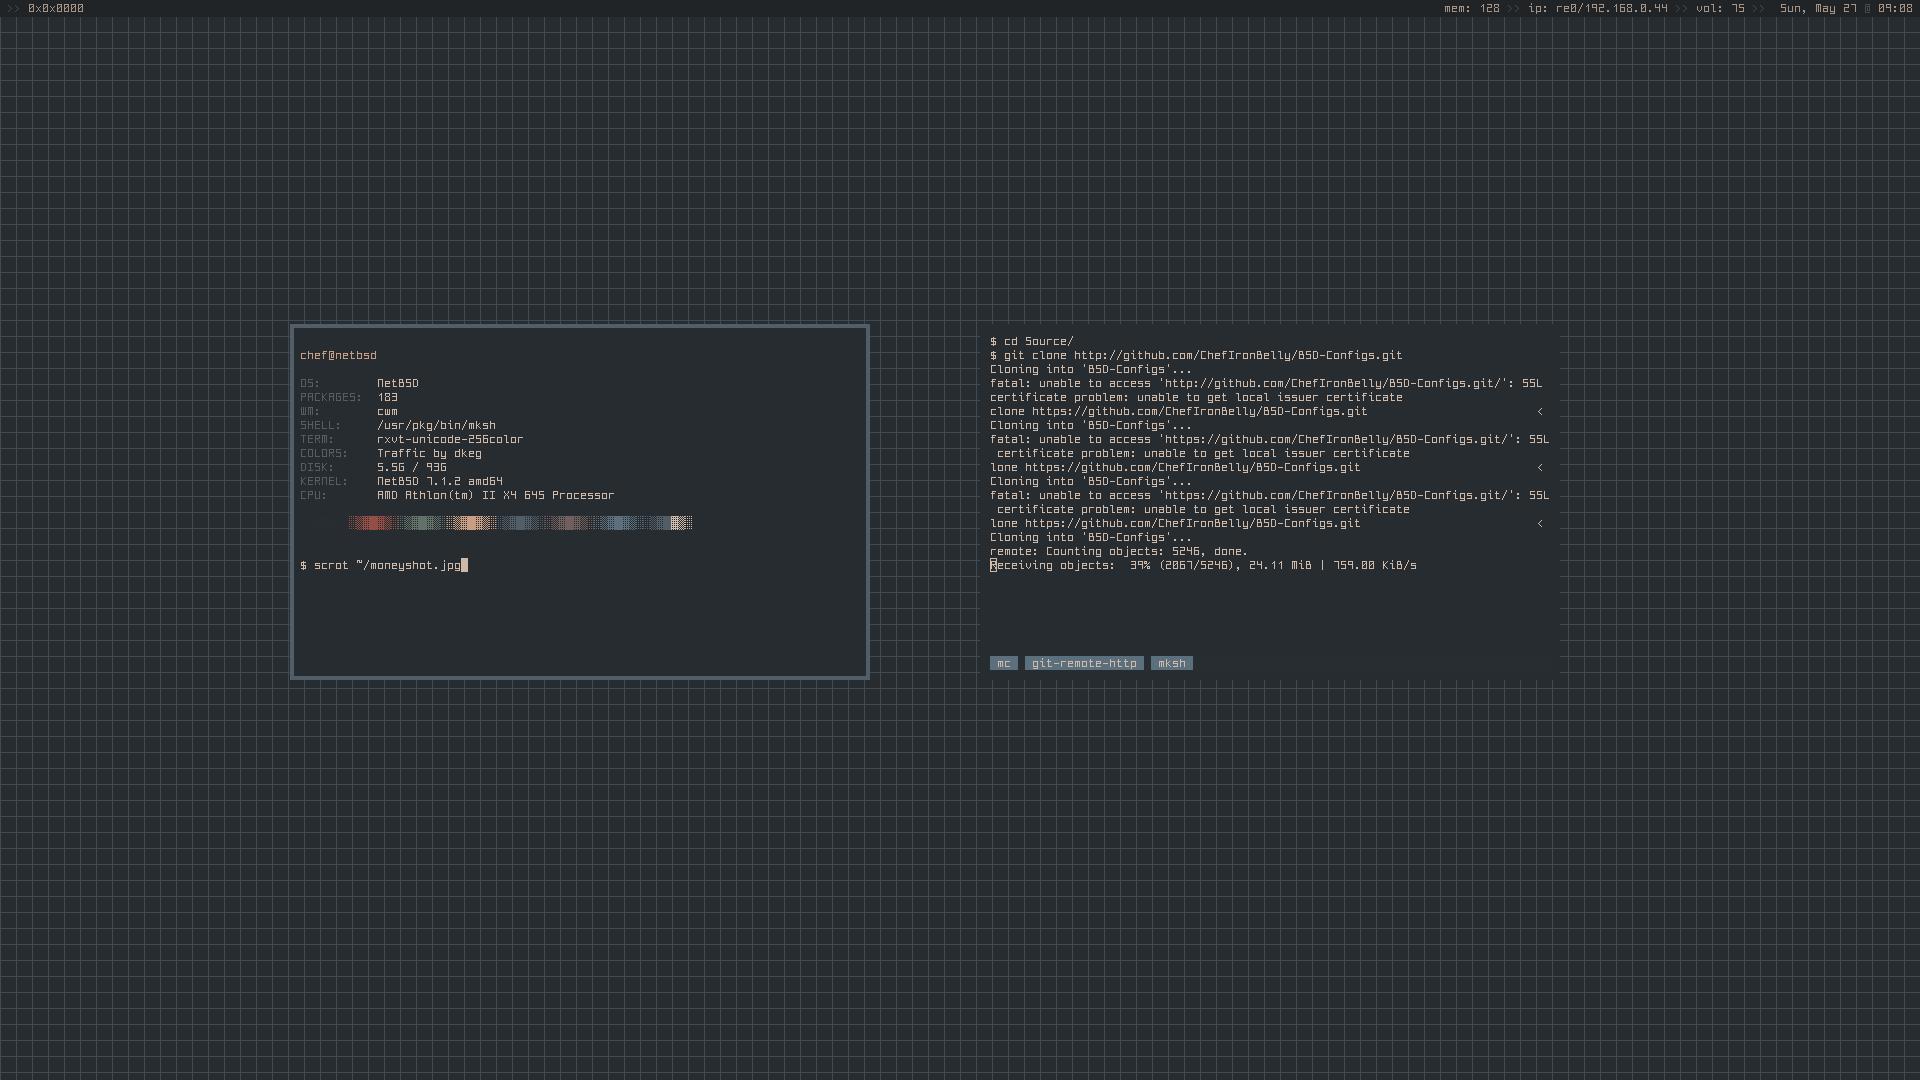 >> 0x0x0000
mem: 128 >> ip: re0/192.168.0.44 >> vol: 75 >> Sun, May 27 @ 09:08
chef@netbsd
OS: NetBSD
PACKAGES: 183
WM: cwm
SHELL: /usr/pkg/bin/mksh
TERM: rxvt-unicode-256color
COLORS: Traffic by dkeg
DISK: 5.5G / 93G
KERNEL: NetBSD 7.1.2 amd64
CPU: AMD Athlon(tm) II X4 645 Processor
$ scrot ~/moneyshot.jpg
$ cd Source/
$ git clone http://github.com/ChefIronBelly/BSD-Configs.git
Cloning into 'BSD-Configs'...
fatal: unable to access 'http://github.com/ChefIronBelly/BSD-Configs.git/': SSL
certificate problem: unable to get local issuer certificate
clone https://github.com/ChefIronBelly/BSD-Configs.git <
Cloning into 'BSD-Configs'...
fatal: unable to access 'https://github.com/ChefIronBelly/BSD-Configs.git/': SSL
certificate problem: unable to get local issuer certificate
lone https://github.com/ChefIronBelly/BSD-Configs.git <
Cloning into 'BSD-Configs'...
fatal: unable to access 'https://github.com/ChefIronBelly/BSD-Configs.git/': SSL
certificate problem: unable to get local issuer certificate
lone https://github.com/ChefIronBelly/BSD-Configs.git <
Cloning into 'BSD-Configs'...
remote: Counting objects: 5246, done.
Receiving objects: 39% (2067/5246), 24.11 MiB | 759.00 KiB/s
mc git-remote-http mksh